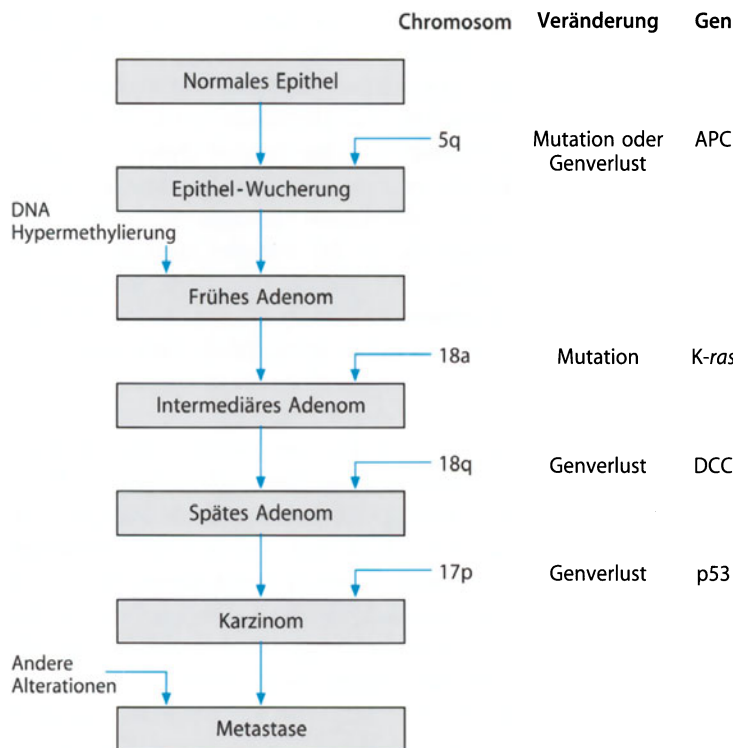 Chromosom Veränderung Gen
Normales Epithel
5q Mutation oder Genverlust APC
Epithel-Wucherung
DNA
Hypermethylierung
Frühes Adenom
18a Mutation K-ras
Intermediäres Adenom
18q Genverlust DCC
Spätes Adenom
17p Genverlust p53
Karzinom
Andere
Alterationen
Metastase